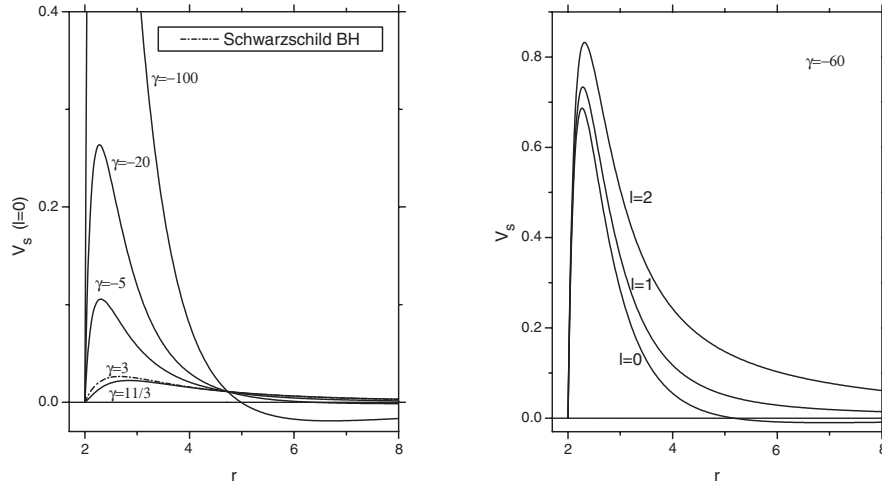 0.4
Schwarzschild BH
γ=−100
γ=−20
0.2
γ=−5
γ=3
γ=11/3
0.0
2
4
6
8
r
V_s (l=0)
0.8
γ=−60
0.6
l=2
0.4
l=1
0.2
l=0
0.0
2
4
6
8
r
V_s